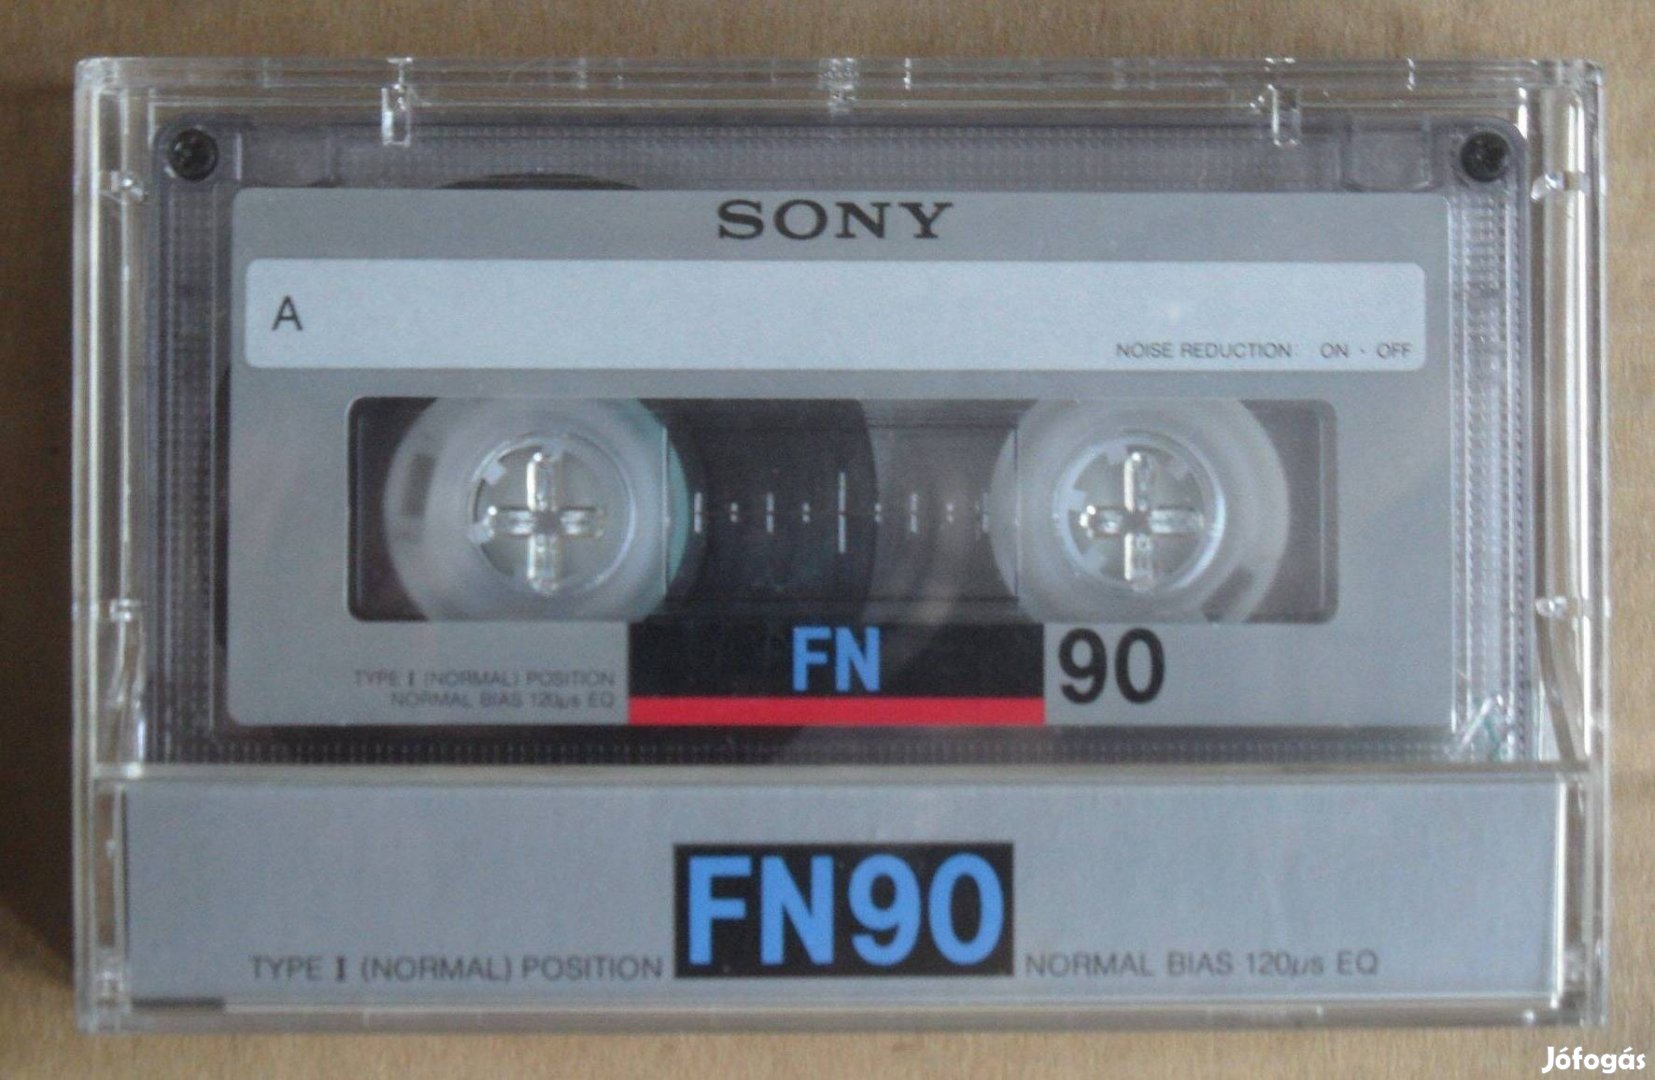 SONY
A
NOISE REDUCTION ON · OFF
FN 90
TYPE I (NORMAL) POSITION
NORMAL BIAS 120µs EQ
FN90
TYPE I (NORMAL) POSITION NORMAL BIAS 120µs EQ
Jófogás